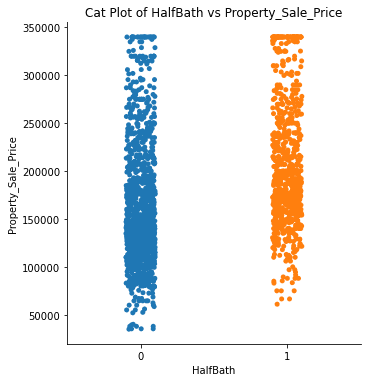 Cat Plot of HalfBath vs Property_Sale_Price
350000
300000
250000
200000
150000
100000
50000
Property_Sale_Price
0 1
HalfBath